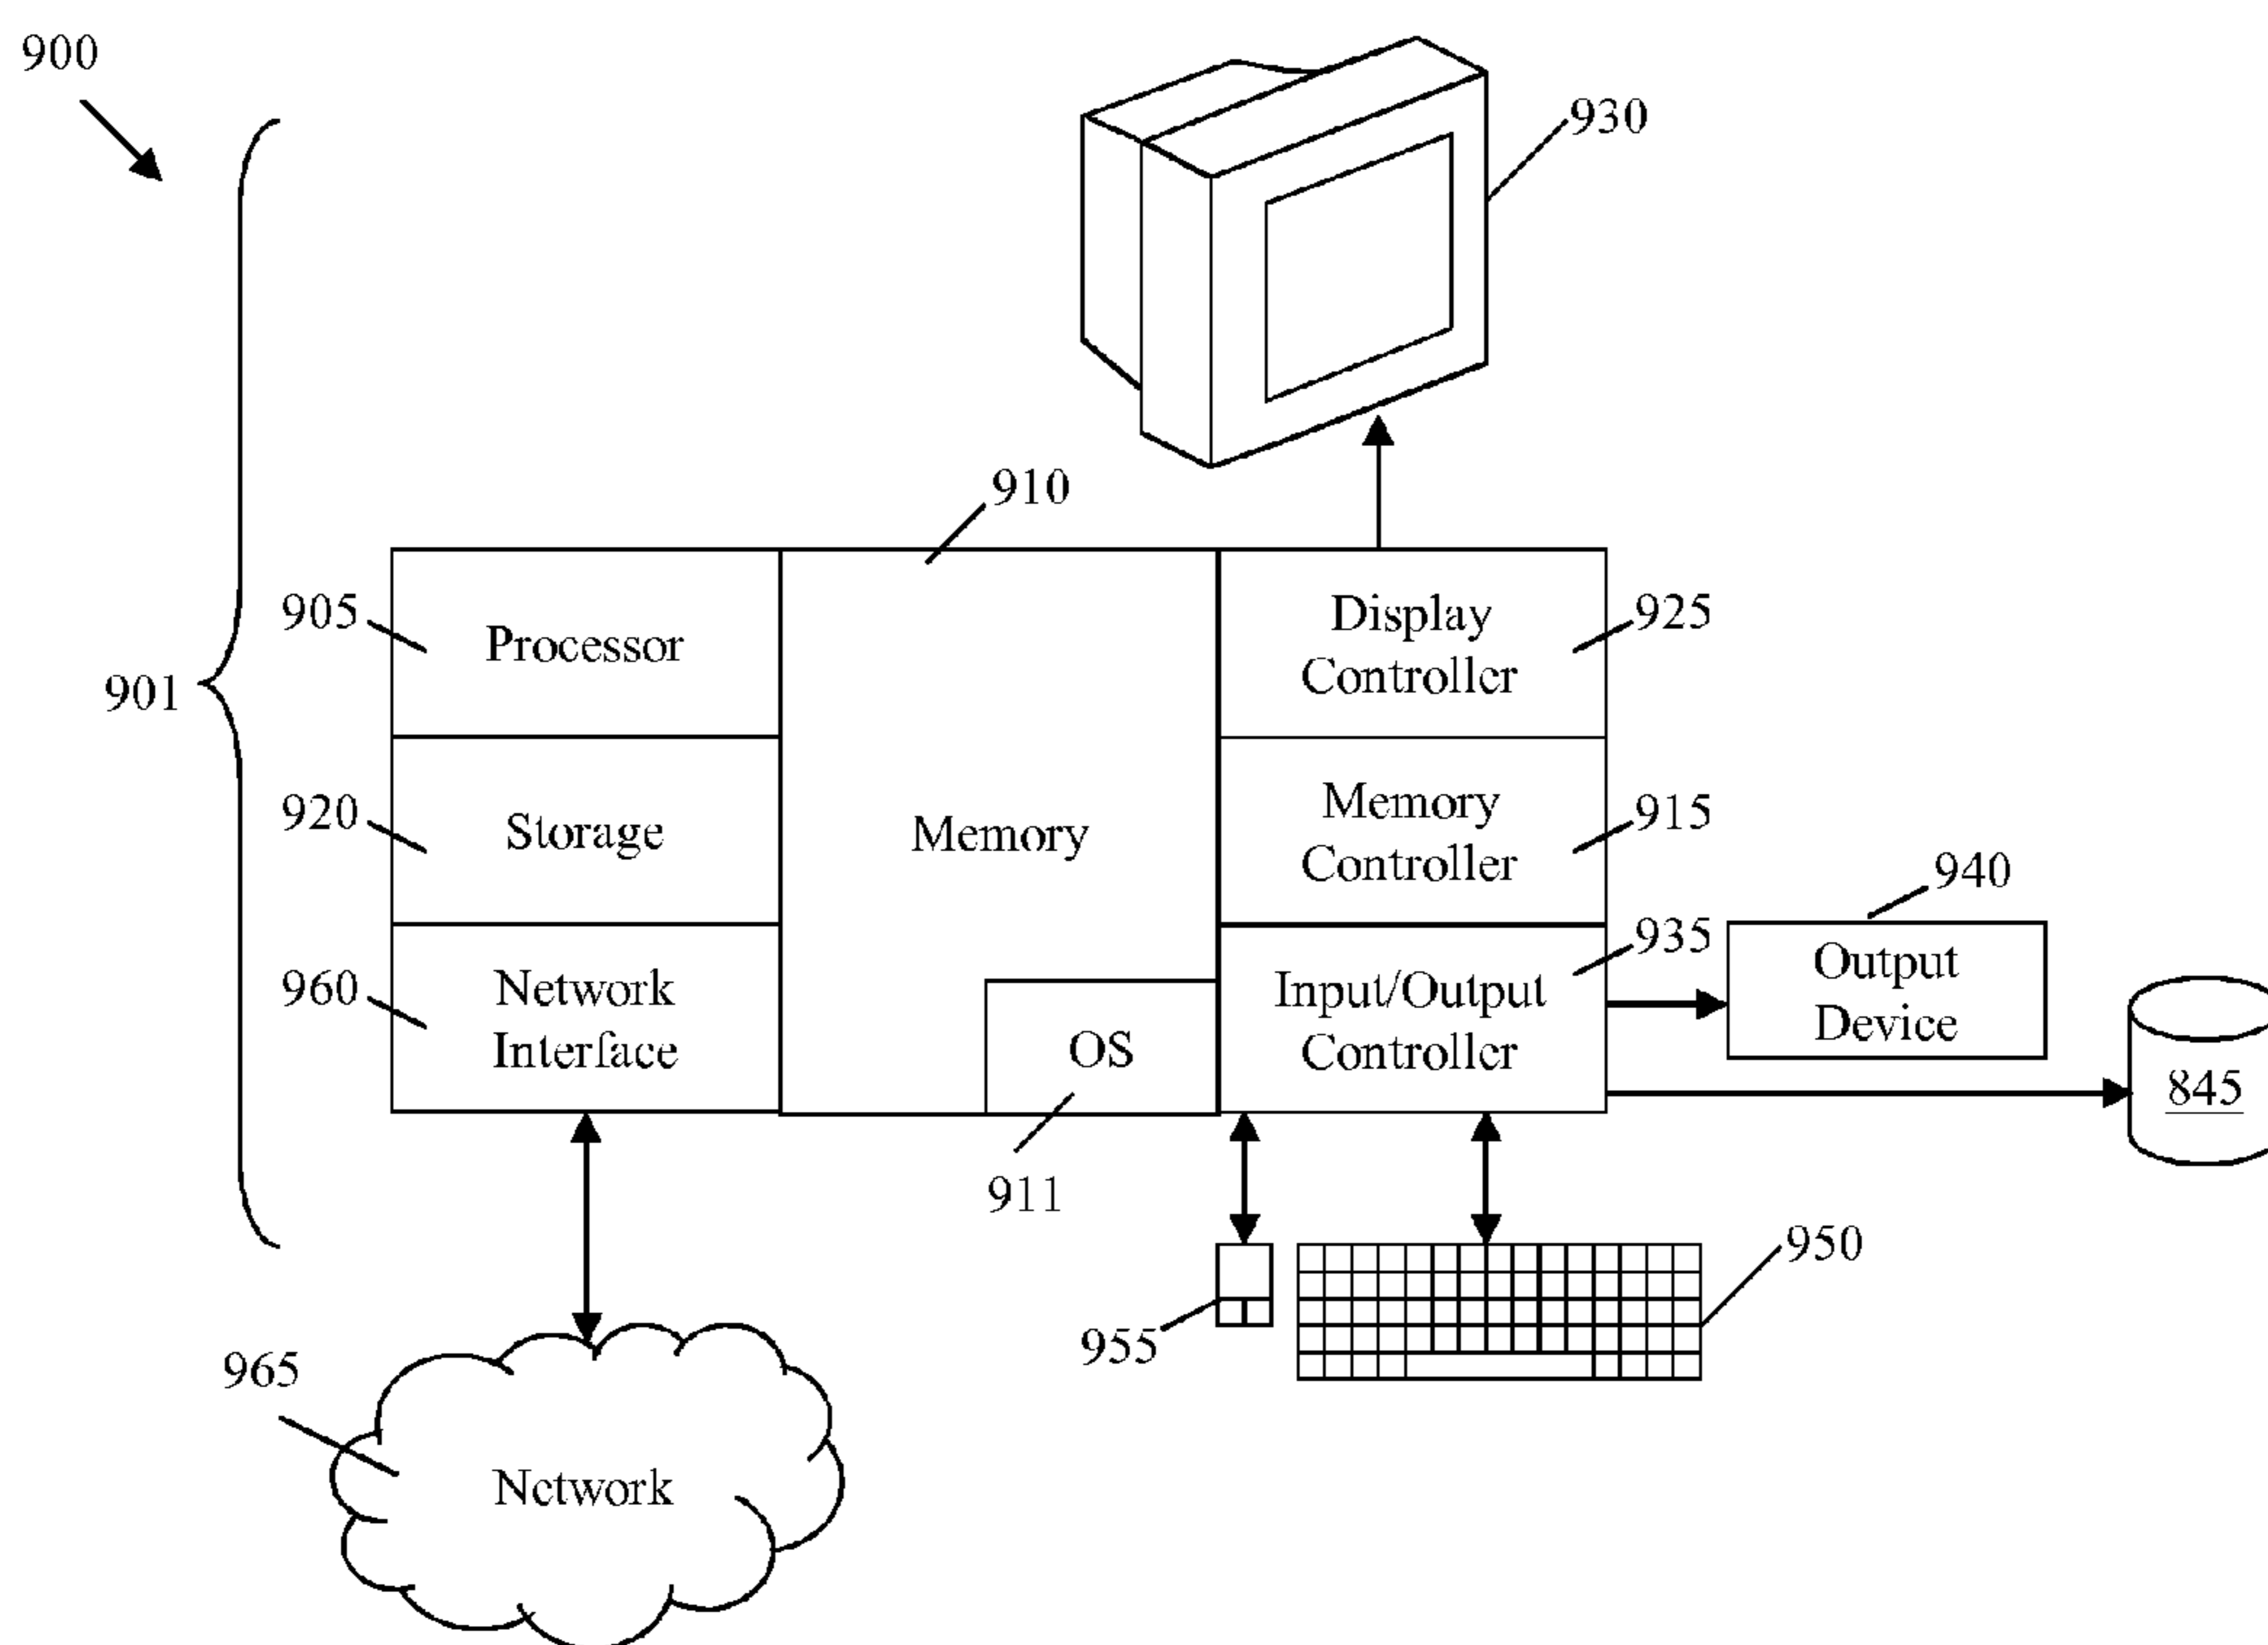 900
930
910
905
Processor
Display
Controller
925
901
920
Storage
Memory
Memory
Controller
915
940
960
Network
Interface
OS
Input/Output
Controller
935
Output
Device
845
911
950
955
965
Network